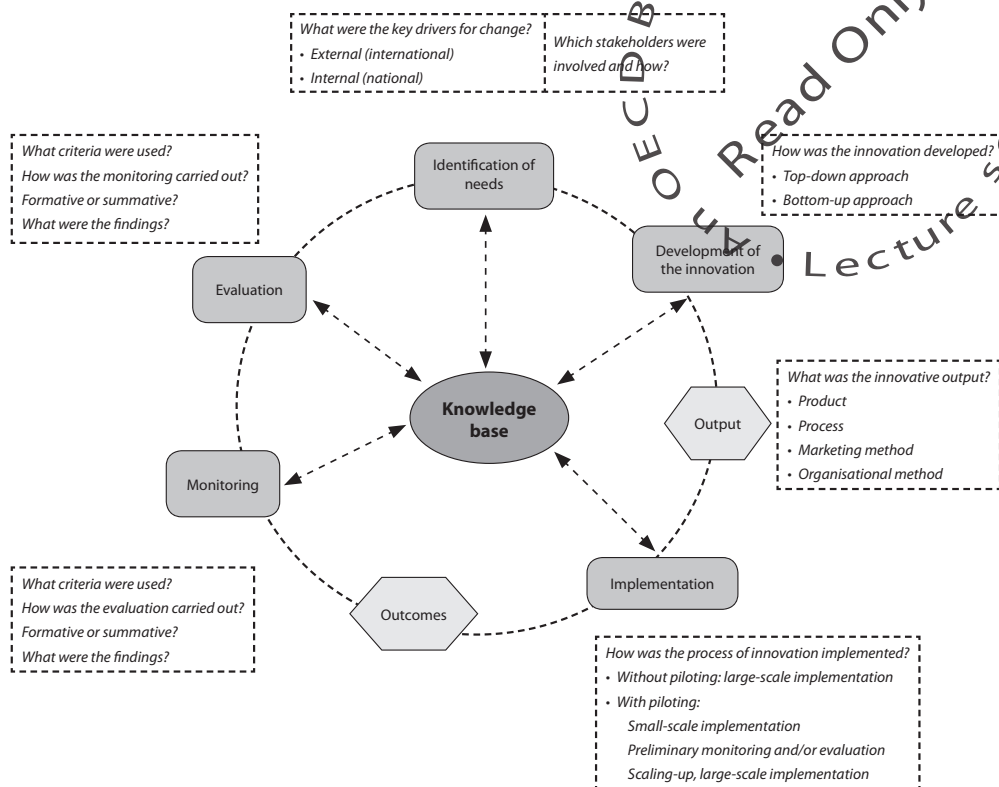 What were the key drivers for change?
• External (international)
• Internal (national)
Which stakeholders were
involved and how?
An OECD B
Read Only
• Lecture s
What criteria were used?
How was the monitoring carried out?
Formative or summative?
What were the findings?
Identification of
needs
How was the innovation developed?
• Top-down approach
• Bottom-up approach
Development of
the innovation
Evaluation
What was the innovative output?
• Product
• Process
• Marketing method
• Organisational method
Knowledge
base
Output
Monitoring
Implementation
Outcomes
What criteria were used?
How was the evaluation carried out?
Formative or summative?
What were the findings?
How was the process of innovation implemented?
• Without piloting: large-scale implementation
• With piloting:
Small-scale implementation
Preliminary monitoring and/or evaluation
Scaling-up, large-scale implementation